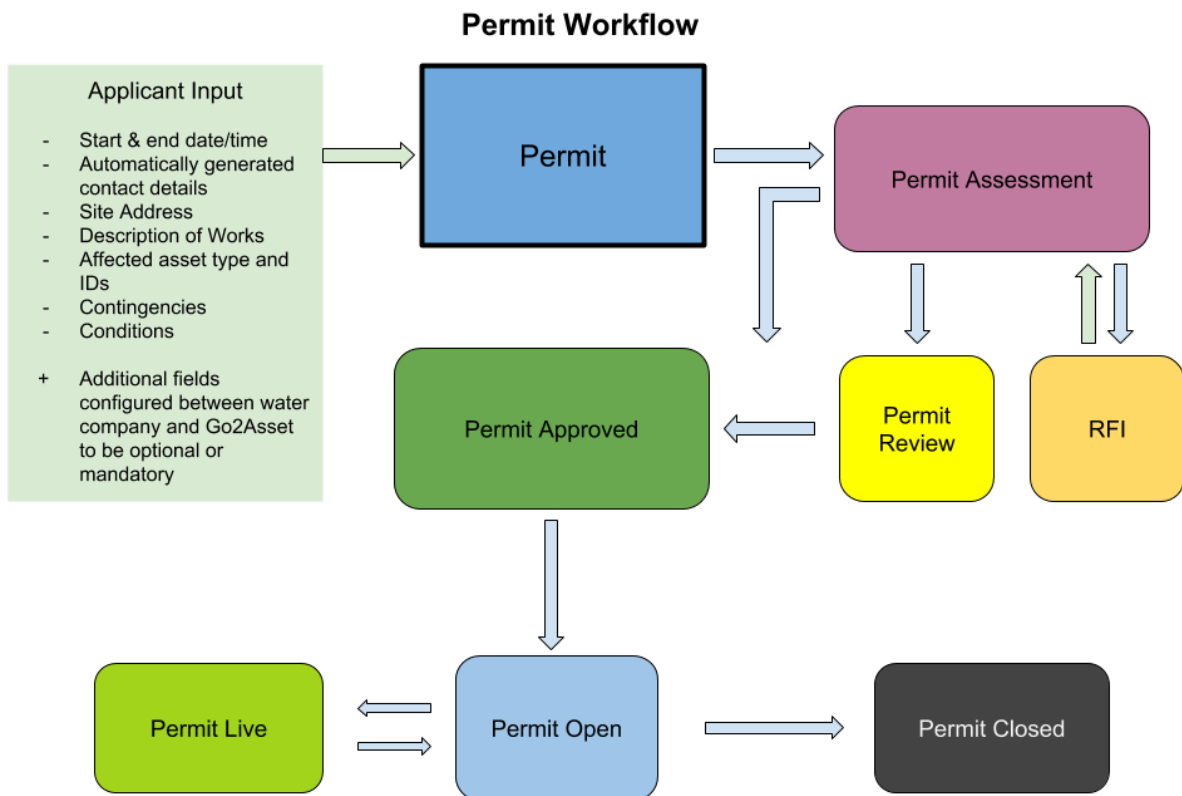 Permit Workflow
Applicant Input
- Start & end date/time
- Automatically generated
contact details
- Site Address
- Description of Works
- Affected asset type and
IDs
- Contingencies
- Conditions
+ Additional fields
configured between water
company and Go2Asset
to be optional or
mandatory
Permit
Permit Assessment
Permit Approved
Permit
Review
RFI
Permit Live
Permit Open
Permit Closed